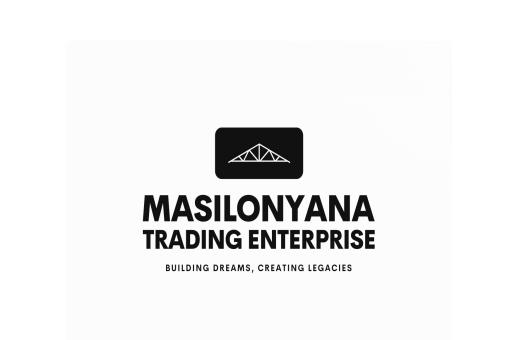 MASILONYANA
TRADING ENTERPRISE
BUILDING DREAMS, CREATING LEGACIES